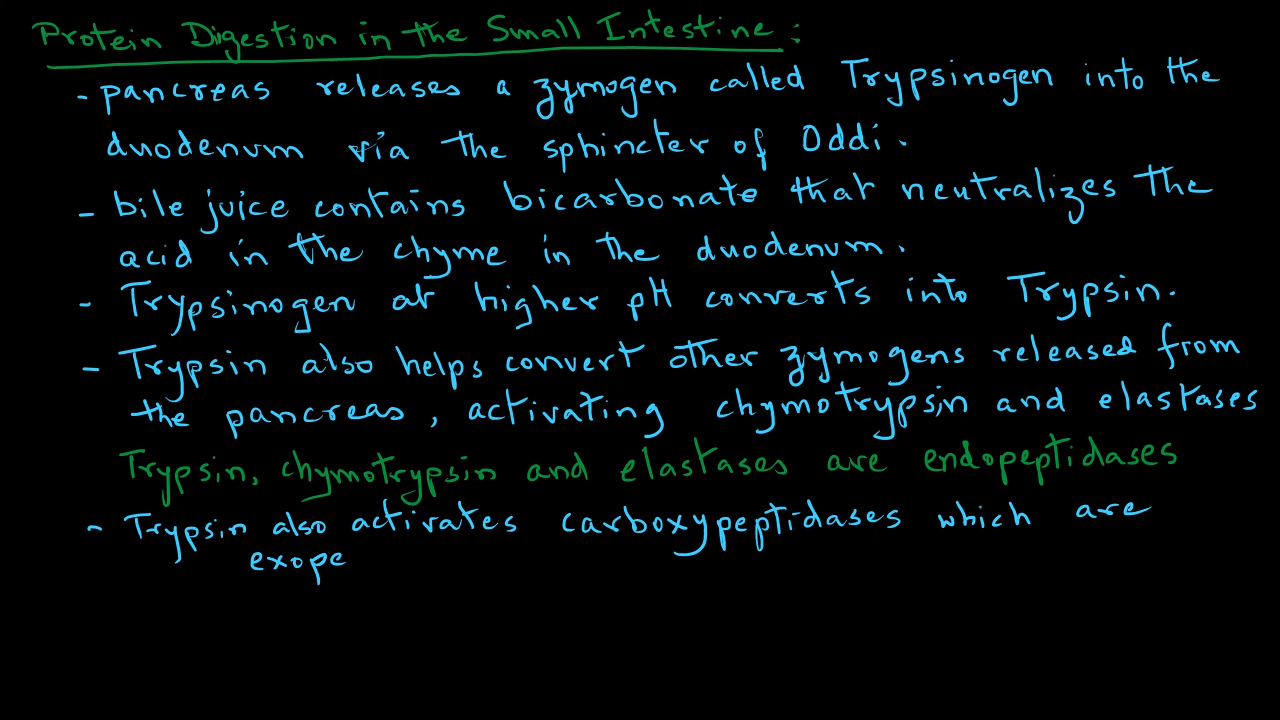 Protein Digestion in the Small Intestine :
- pancreas releases a zymogen called Trypsinogen into the
duodenum via the sphincter of Oddi.
- bile juice contains bicarbonate that neutralizes the
acid in the chyme in the duodenum.
- Trypsinogen at higher pH converts into Trypsin.
- Trypsin also helps convert other zymogens released from
the pancreas, activating chymotrypsin and elastases
Trypsin, chymotrypsin and elastases are endopeptidases
- Trypsin also activates carboxypeptidases which are
exope